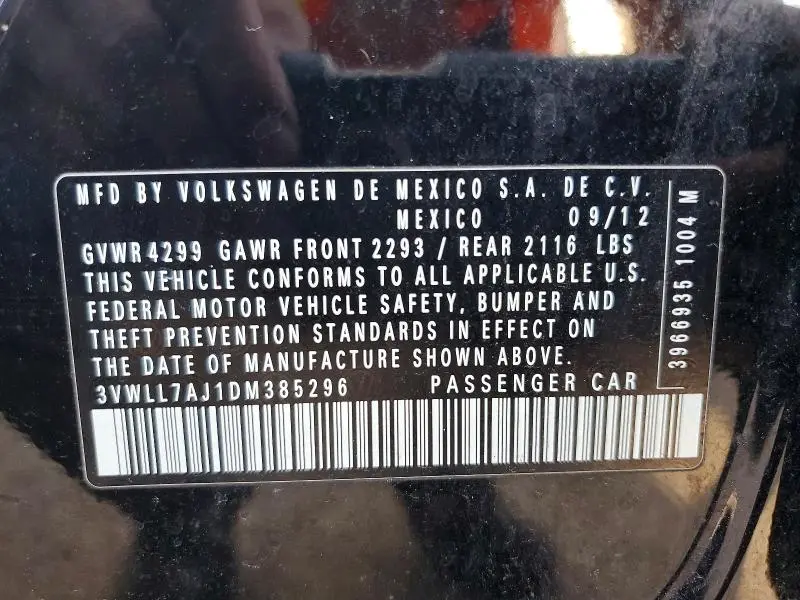 MFD BY VOLKSWAGEN DE MEXICO S.A. DE C.V.
MEXICO 09/12
GVWR 4299 GAWR FRONT 2293 / REAR 2116 LBS
THIS VEHICLE CONFORMS TO ALL APPLICABLE U.S.
FEDERAL MOTOR VEHICLE SAFETY, BUMPER AND
THEFT PREVENTION STANDARDS IN EFFECT ON
THE DATE OF MANUFACTURE SHOWN ABOVE.
3VWLL7AJ1DM385296 PASSENGER CAR
3966935 1004 M